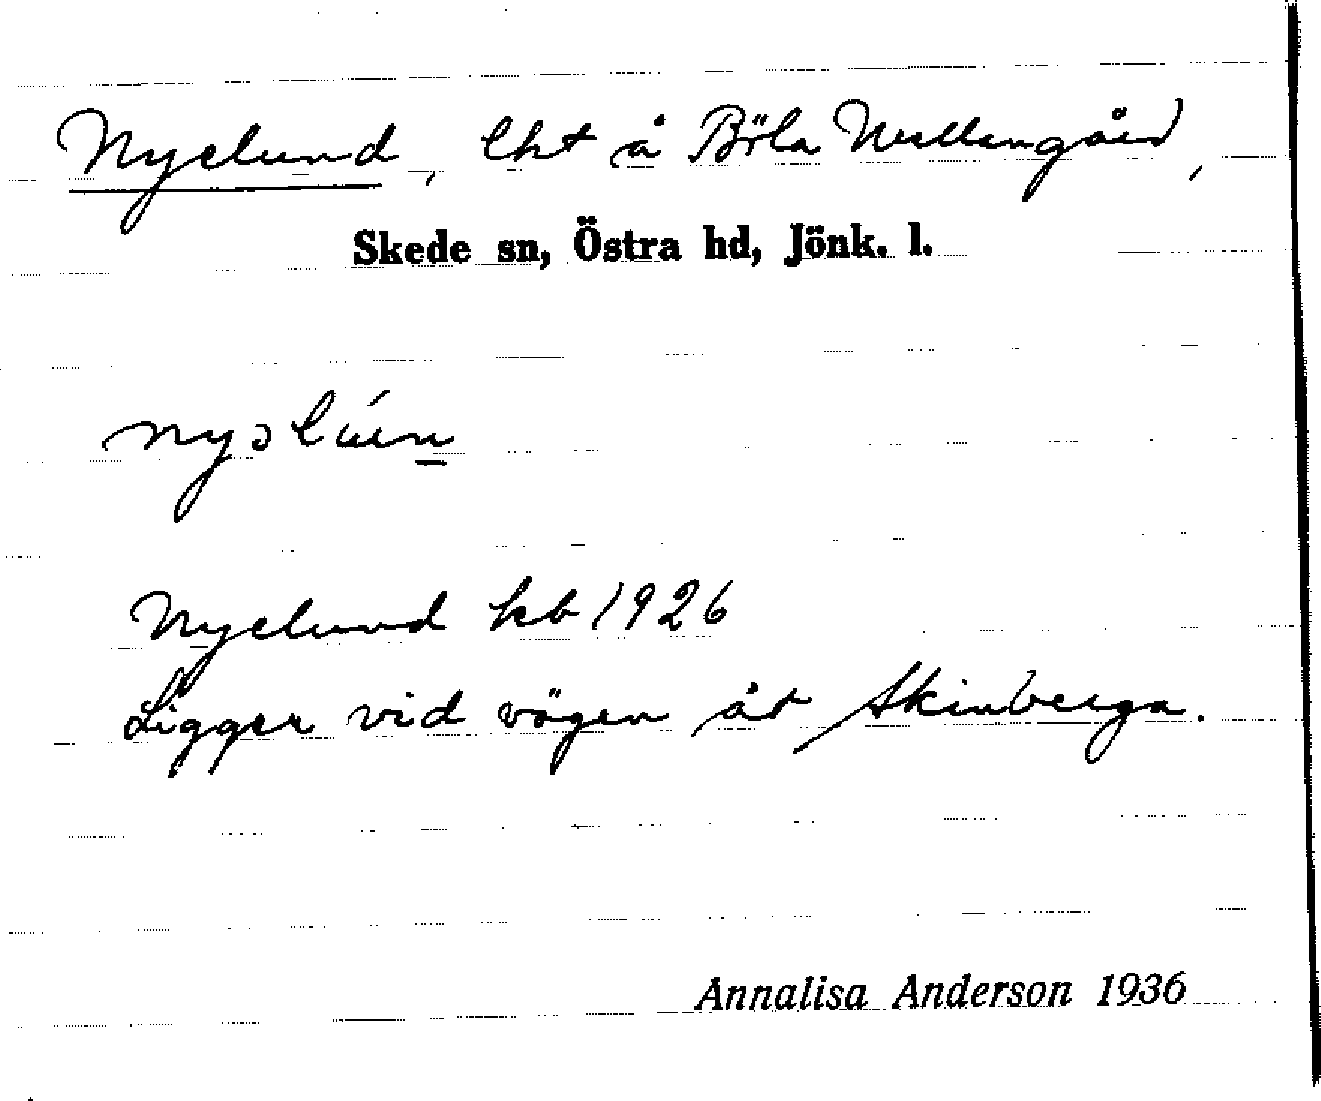 Nyelund, lht å Böla Mellangård,
Skede sn, Östra hd, Jönk. l.
nyəlúnn
Nyelund kb 1926
Ligger vid vägen åt Skinberga.
Annalisa Anderson 1936